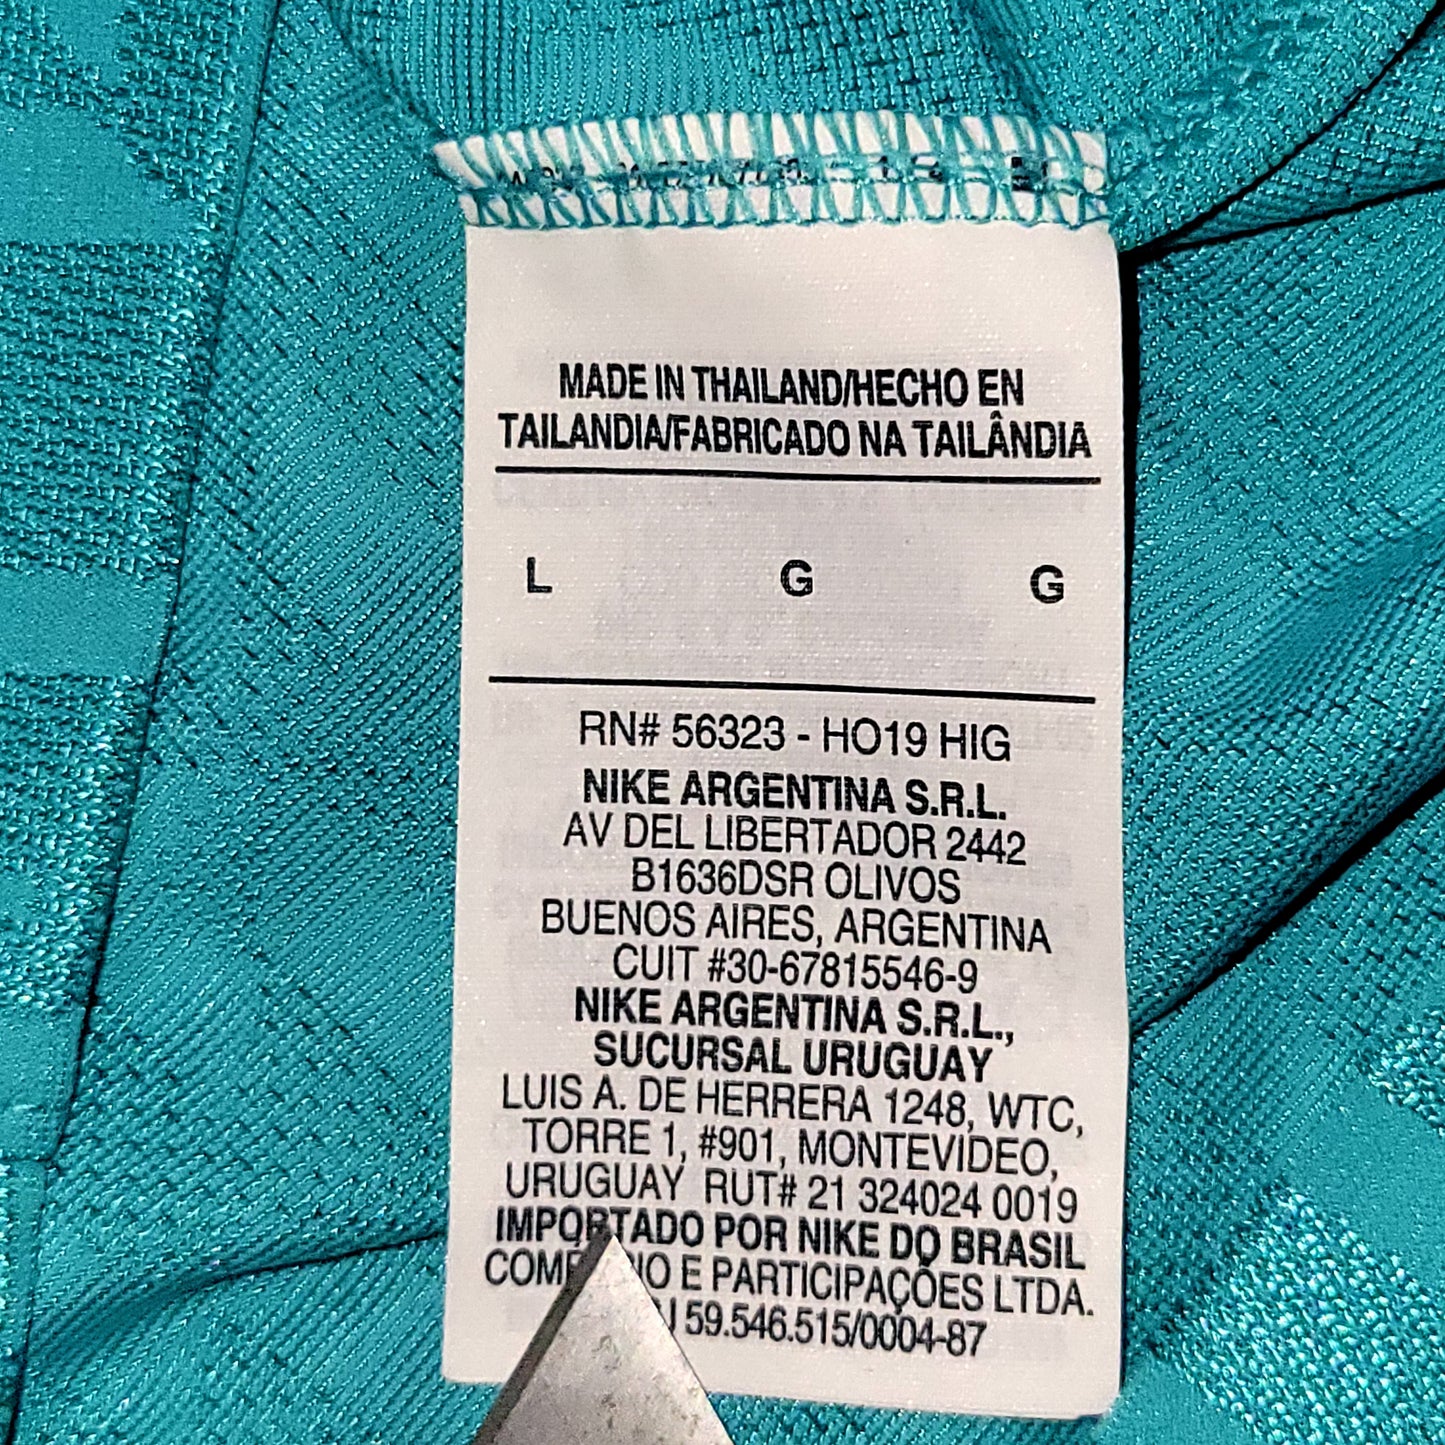 MADE IN THAILAND/HECHO EN
TAILANDIA/FABRICADO NA TAILÂNDIA
L G G
RN# 56323 - HO19 HIG
NIKE ARGENTINA S.R.L.
AV DEL LIBERTADOR 2442
B1636DSR OLIVOS
BUENOS AIRES, ARGENTINA
CUIT #30-67815546-9
NIKE ARGENTINA S.R.L.,
SUCURSAL URUGUAY
LUIS A. DE HERRERA 1248, WTC,
TORRE 1, #901, MONTEVIDEO,
URUGUAY RUT# 21 324024 0019
IMPORTADO POR NIKE DO BRASIL
E PARTICIPAÇÕES LTDA.
59.546.515/0004-87